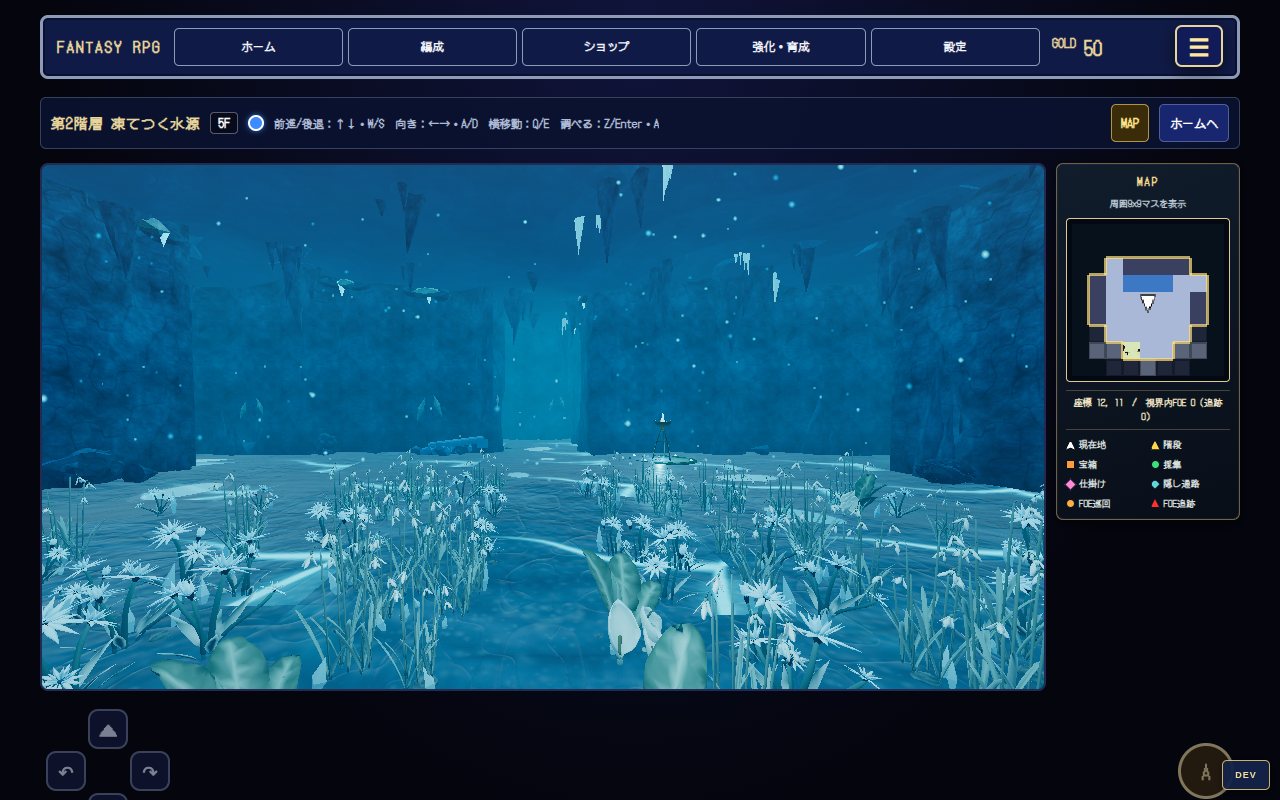 FANTASY RPG
ホーム
編成
ショップ
強化・育成
設定
GOLD 50
第2階層 凍てつく水源
5F
前進/後退：↑↓・W/S 向き：←→・A/D 横移動：Q/E 調べる：Z/Enter・A
MAP
ホームへ
MAP
周囲9x9マスを表示
座標 12, 11 / 視界内FOE 0（追跡
0）
現在地
階段
宝箱
採集
仕掛け
隠し通路
FOE巡回
FOE追跡
A
DEV